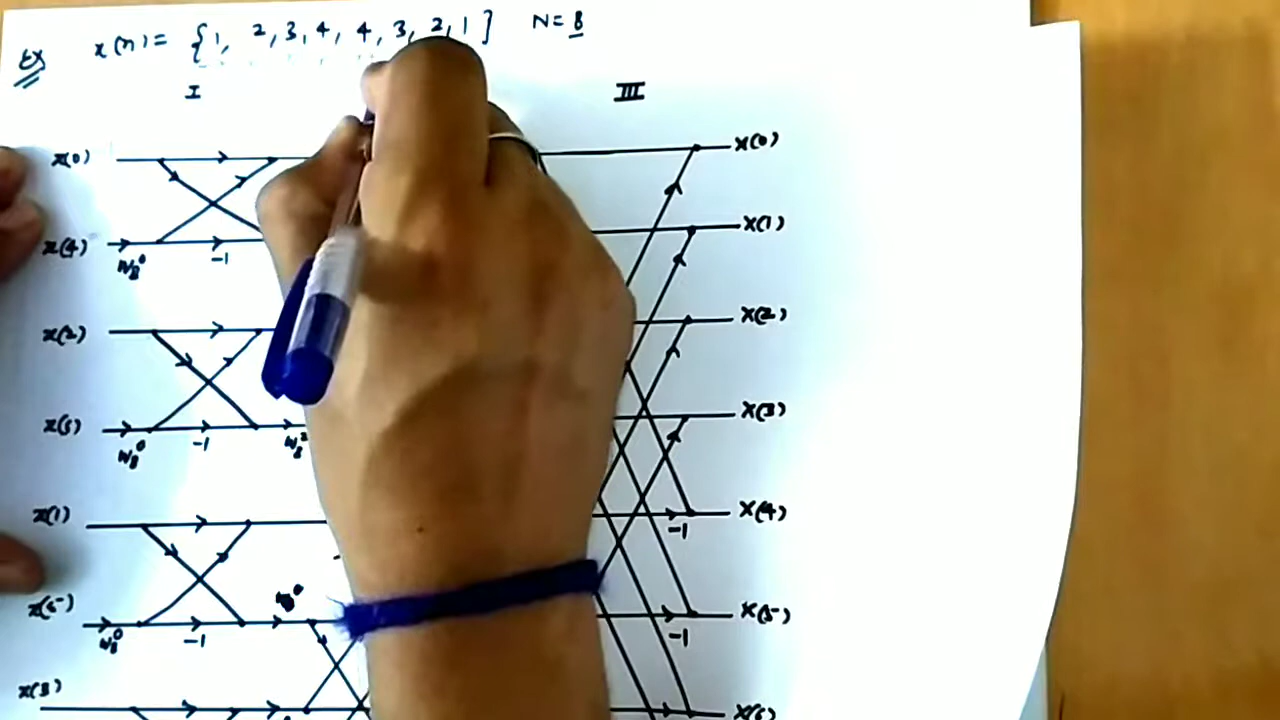 Ex x(n) = {1, 2, 3, 4, 4, 3, 2, 1} N = 8
I III
x(0) X(0)
x(4) W8^0 -1 X(1)
x(2) X(2)
x(6) W8^0 -1 X(3)
x(1) X(4) -1
x(5) W8^0 -1 X(5) -1
x(3) X(6)